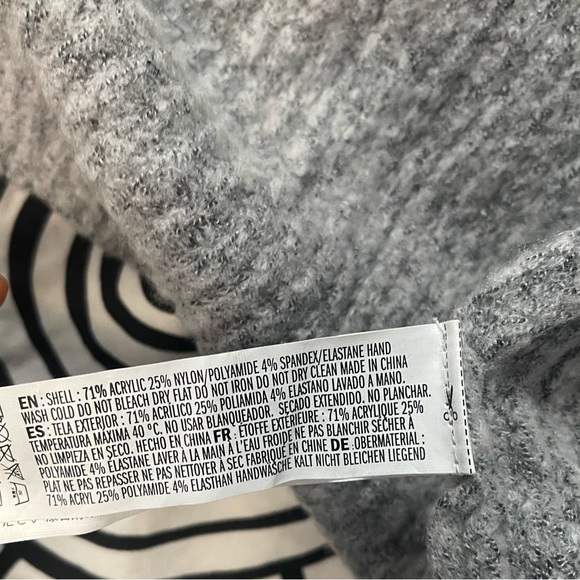 EN : SHELL : 71% ACRYLIC 25% NYLON/POLYAMIDE 4% SPANDEX/ELASTANE HAND
WASH COLD DO NOT BLEACH DRY FLAT DO NOT IRON DO NOT DRY CLEAN MADE IN CHINA
ES : TELA EXTERIOR : 71% ACRÍLICO 25% POLIAMIDA 4% ELASTANO LAVADO A MANO.
TEMPERATURA MÁXIMA 40 °C. NO USAR BLANQUEADOR. SECADO EXTENDIDO. NO PLANCHAR.
NO LIMPIEZA EN SECO. HECHO EN CHINA FR : ÉTOFFE EXTÉRIEURE : 71% ACRYLIQUE 25%
POLYAMIDE 4% ELASTANE LAVER À LA MAIN À L'EAU FROIDE NE PAS BLANCHIR SÉCHER À
PLAT NE PAS REPASSER NE PAS NETTOYER À SEC FABRIQUÉ EN CHINE DE :OBERMATERIAL :
71% ACRYL 25% POLYAMIDE 4% ELASTHAN HANDWÄSCHE KALT NICHT BLEICHEN LIEGEND